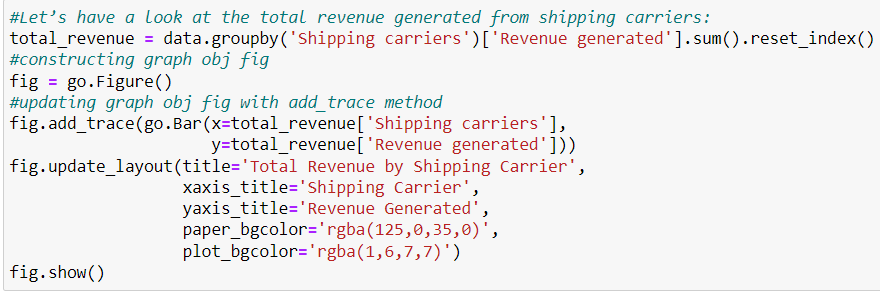 #Let’s have a look at the total revenue generated from shipping carriers:
total_revenue = data.groupby('Shipping carriers')['Revenue generated'].sum().reset_index()
#constructing graph obj fig
fig = go.Figure()
#updating graph obj fig with add_trace method
fig.add_trace(go.Bar(x=total_revenue['Shipping carriers'],
                     y=total_revenue['Revenue generated']))
fig.update_layout(title='Total Revenue by Shipping Carrier',
                  xaxis_title='Shipping Carrier',
                  yaxis_title='Revenue Generated',
                  paper_bgcolor='rgba(125,0,35,0)',
                  plot_bgcolor='rgba(1,6,7,7)')
fig.show()